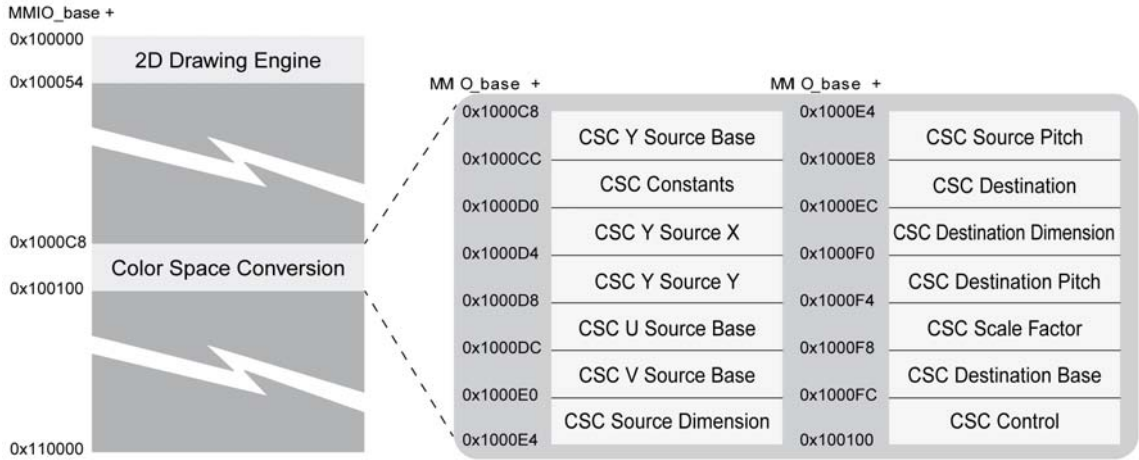 MMIO_base +
0x100000
2D Drawing Engine
0x100054
0x1000C8
Color Space Conversion
0x100100
0x110000
MM O_base +
0x1000C8
CSC Y Source Base
0x1000CC
CSC Constants
0x1000D0
CSC Y Source X
0x1000D4
CSC Y Source Y
0x1000D8
CSC U Source Base
0x1000DC
CSC V Source Base
0x1000E0
CSC Source Dimension
0x1000E4
MM O_base +
0x1000E4
CSC Source Pitch
0x1000E8
CSC Destination
0x1000EC
CSC Destination Dimension
0x1000F0
CSC Destination Pitch
0x1000F4
CSC Scale Factor
0x1000F8
CSC Destination Base
0x1000FC
CSC Control
0x100100